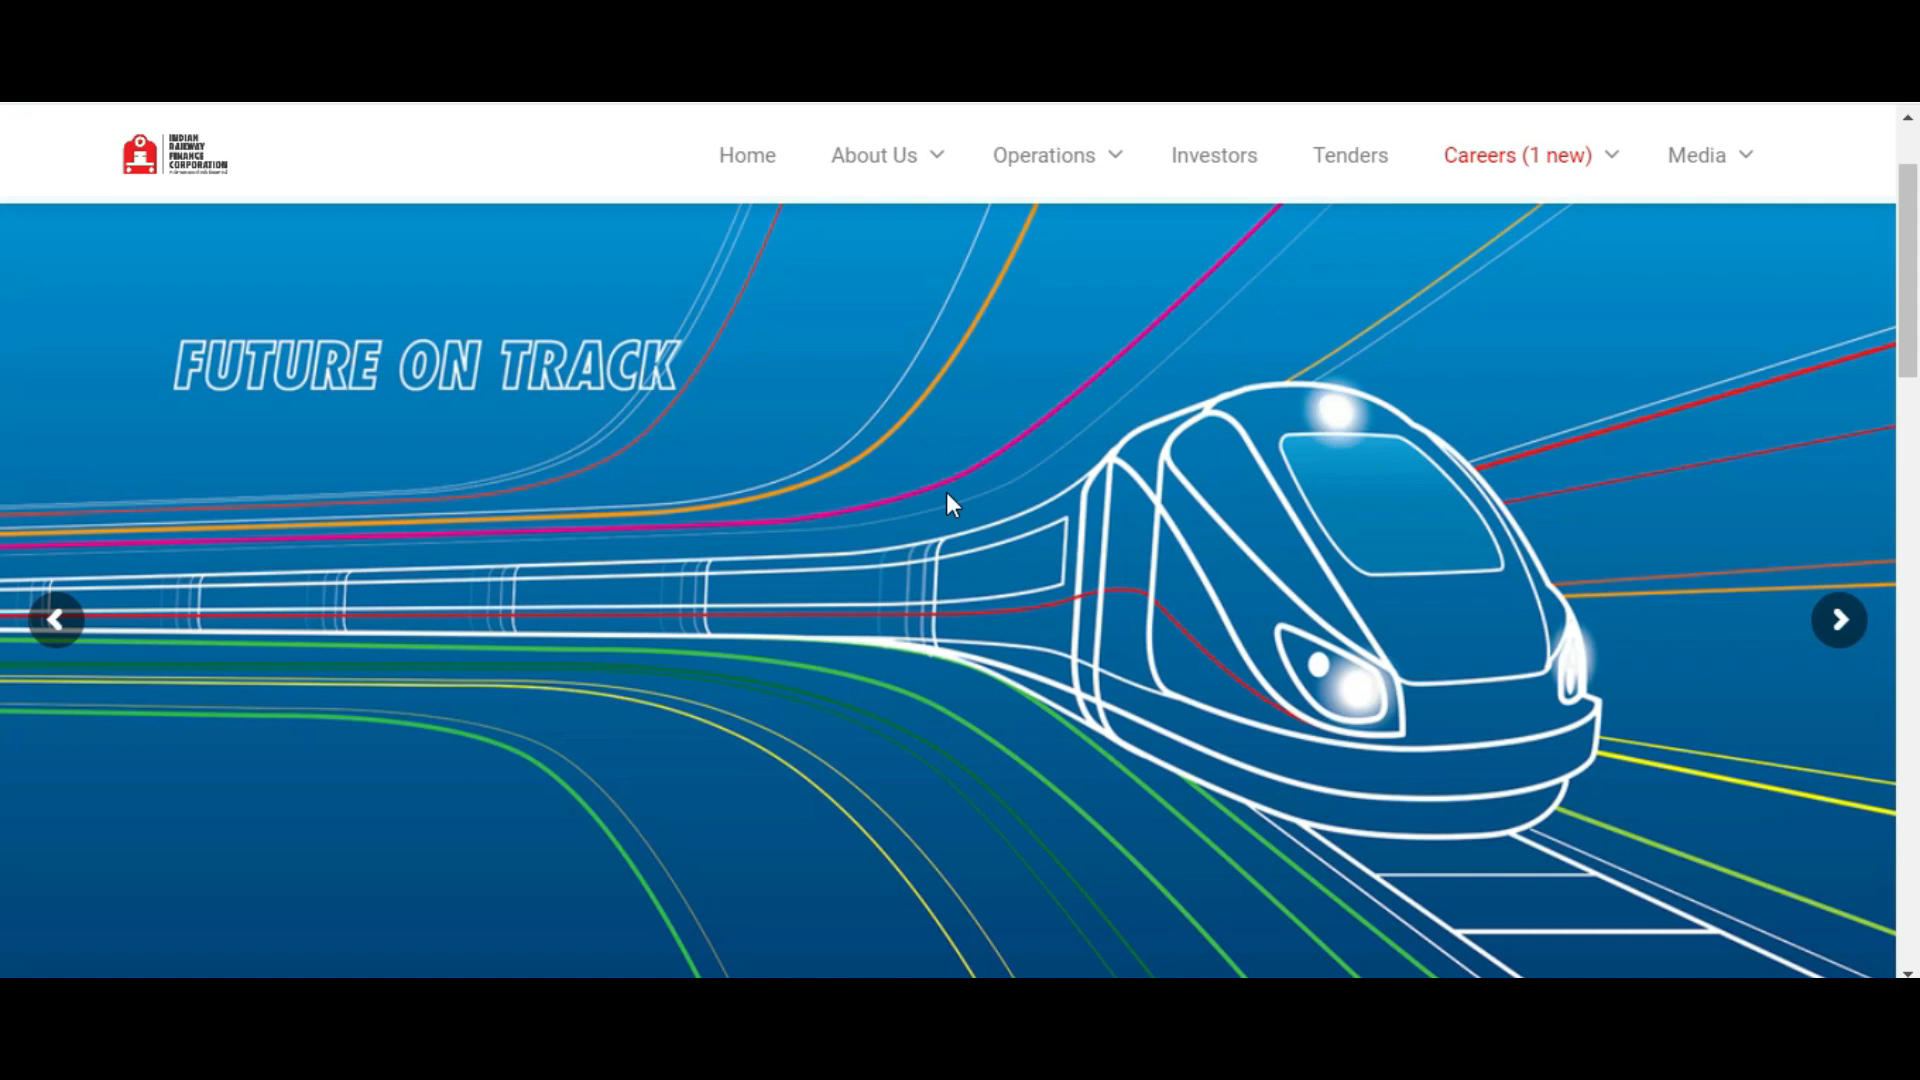 INDIAN
RAILWAY
FINANCE
CORPORATION
Home
About Us
Operations
Investors
Tenders
Careers (1 new)
Media
FUTURE ON TRACK